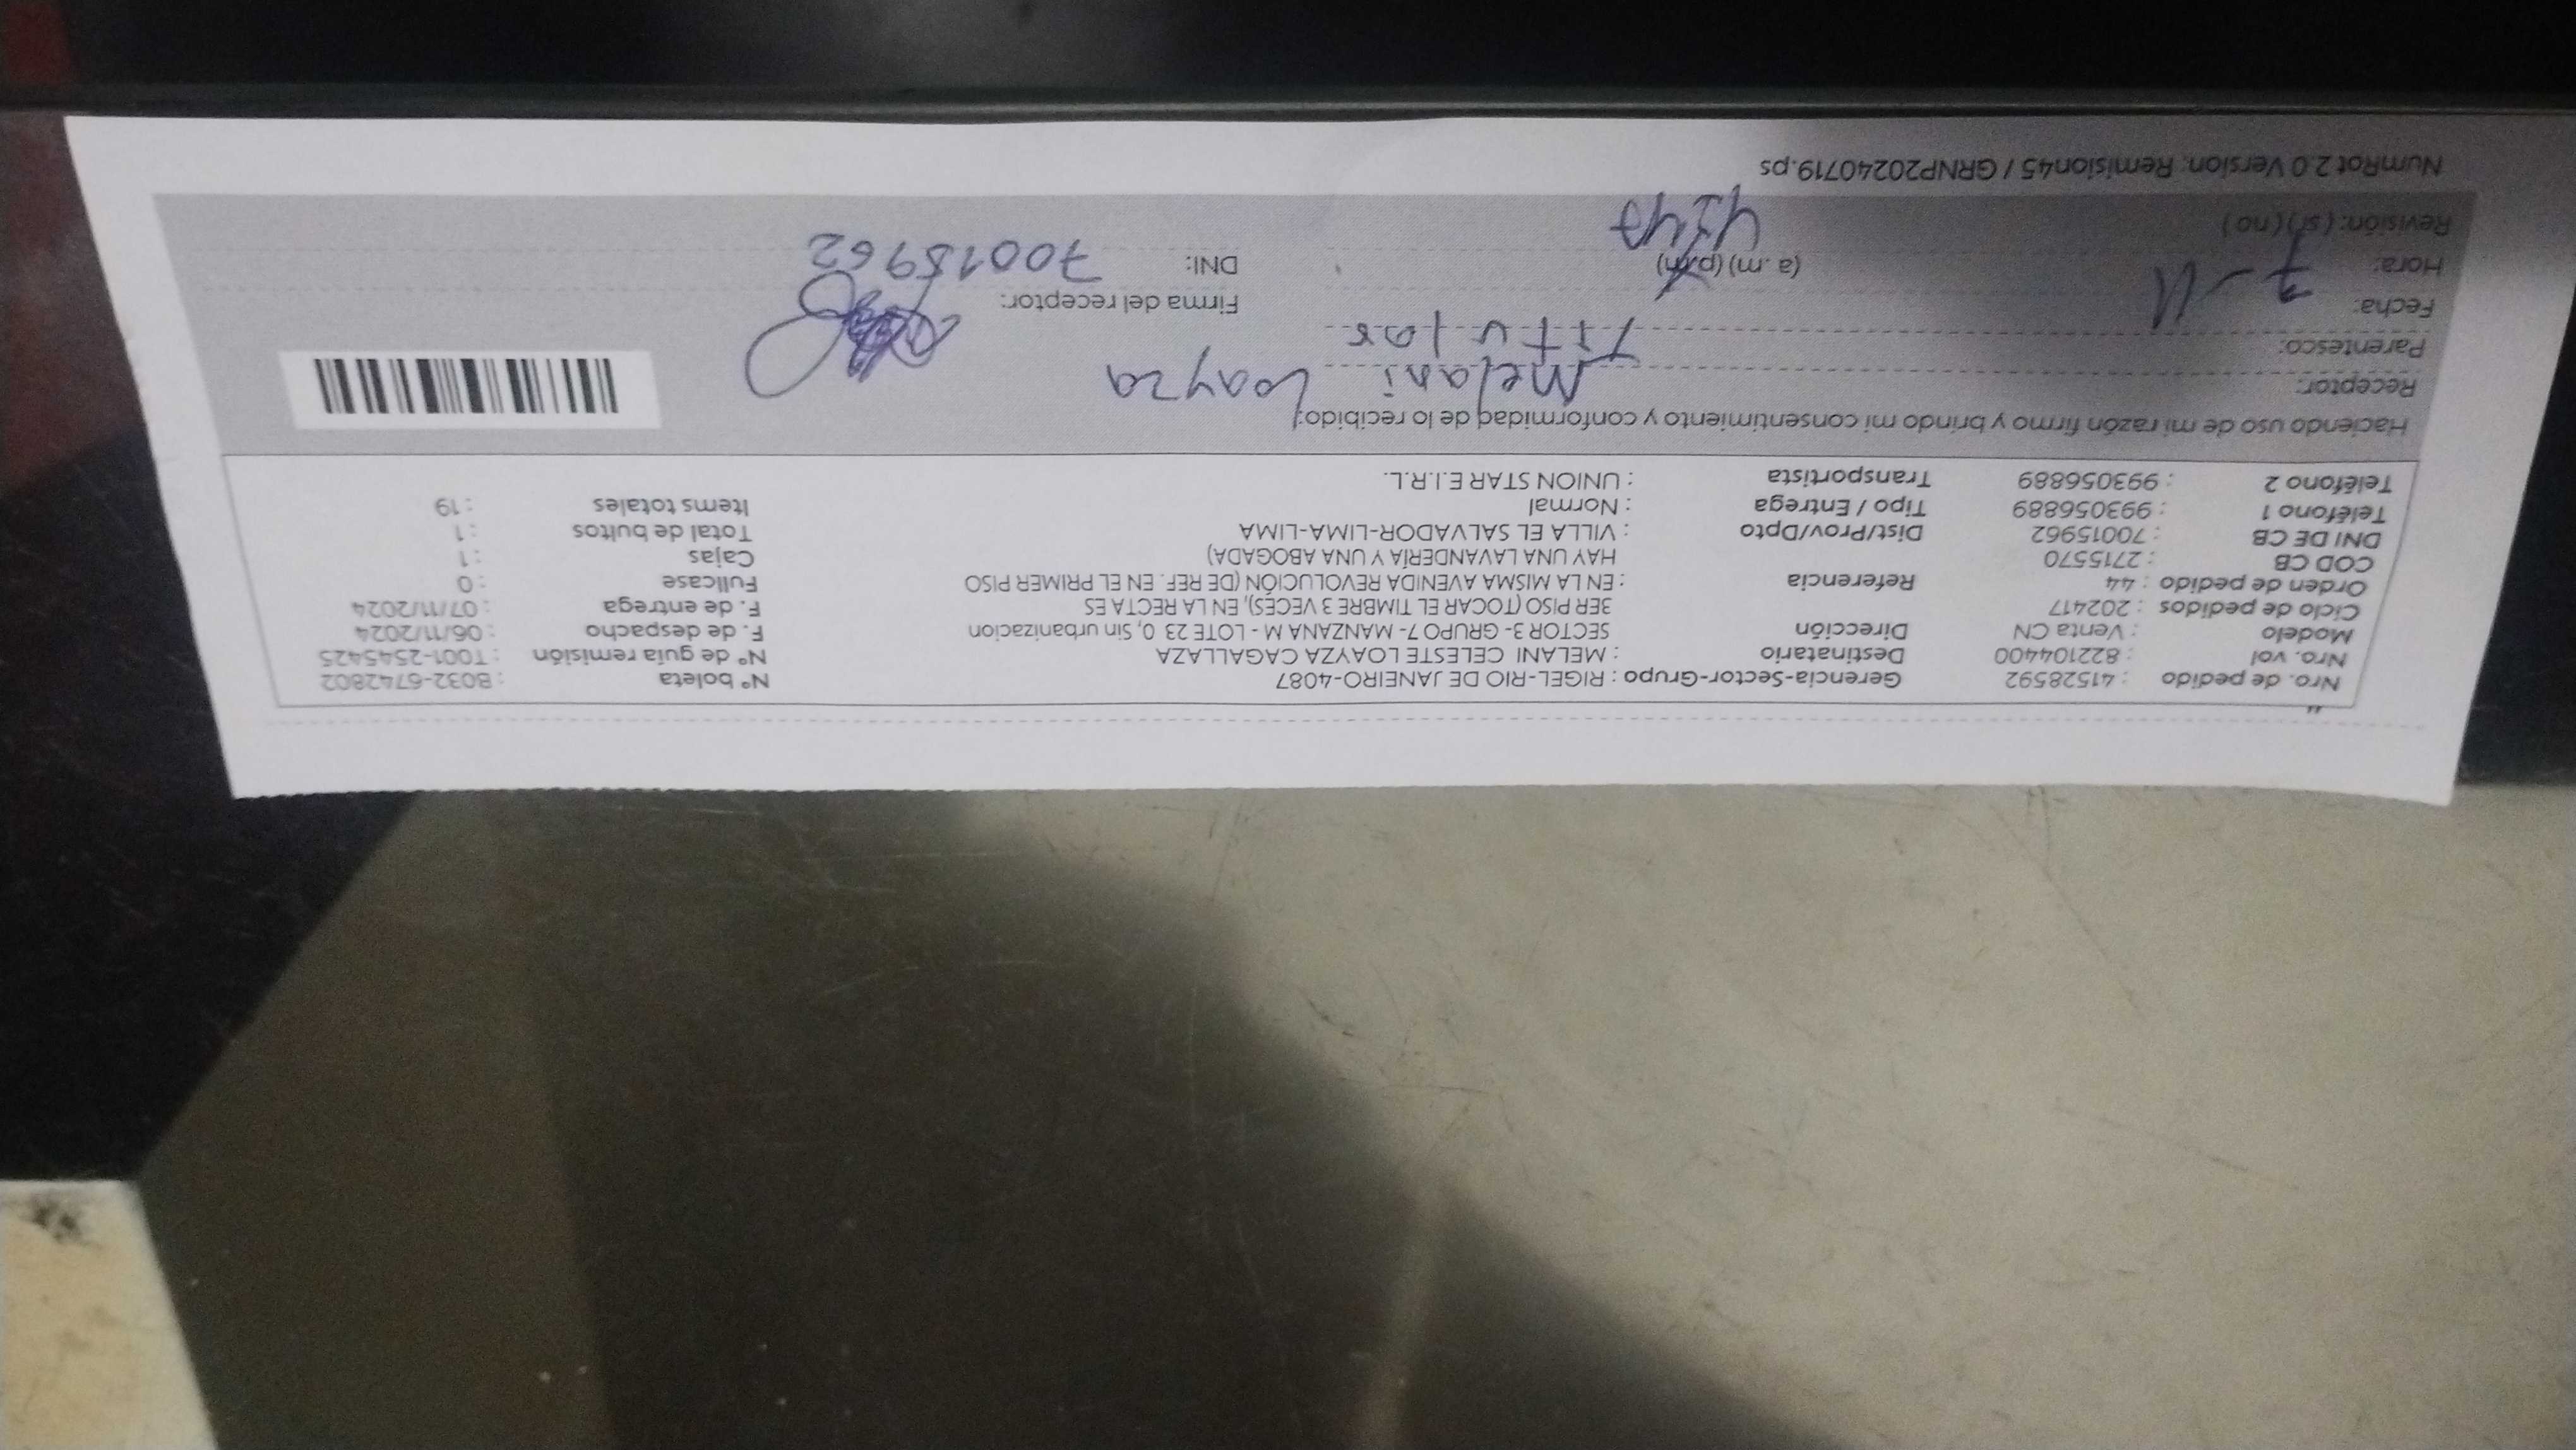 Nro. de pedido : 41528592 Gerencia-Sector-Grupo : RIGEL-RIO DE JANEIRO-4087 N° boleta : B032-6742802
Nro. vol : 822104400 Destinatario : MELANI CELESTE LOAYZA CAGALLAZA N° de guía remisión : T001-2545425
Modelo : Venta CN Dirección SECTOR 3- GRUPO 7- MANZANA M - LOTE 23 0, Sin urbanizacion F. de despacho : 06/11/2024
Ciclo de pedidos : 202417 3ER PISO (TOCAR EL TIMBRE 3 VECES), EN LA RECTA ES F. de entrega : 07/11/2024
Orden de pedido : 44 Referencia : EN LA MISMA AVENIDA REVOLUCIÓN (DE REF. EN EL PRIMER PISO Fullcase : 0
COD CB : 2715570 HAY UNA LAVANDERÍA Y UNA ABOGADA) Cajas : 1
DNI DE CB : 70015962 Dist/Prov/Dpto : VILLA EL SALVADOR-LIMA-LIMA Total de bultos : 1
Teléfono 1 : 993056889 Tipo / Entrega : Normal Items totales : 19
Teléfono 2 : 993056889 Transportista : UNION STAR E.I.R.L.
Haciendo uso de mi razón firmo y brindo mi consentimiento y conformidad de lo recibido:
Receptor: Melani Loayza
Parentesco: Titular
Fecha: 7-11 Firma del receptor:
Hora: (a.m) (p.m) DNI: 70015962
Revisión: (si) (no)
NumRot 2.0 Version: Remision45 / GRNP20240719.ps